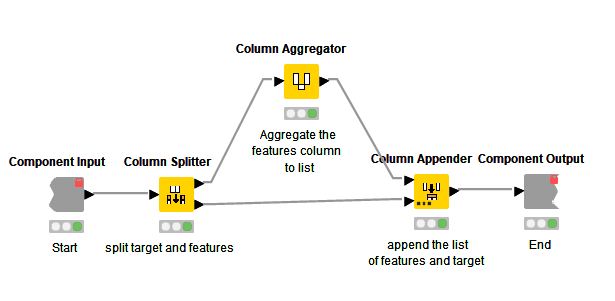 Column Aggregator
Aggregate the
features column
to list
Component Input
Column Splitter
Column Appender
Component Output
Start
split target and features
append the list
of features and target
End